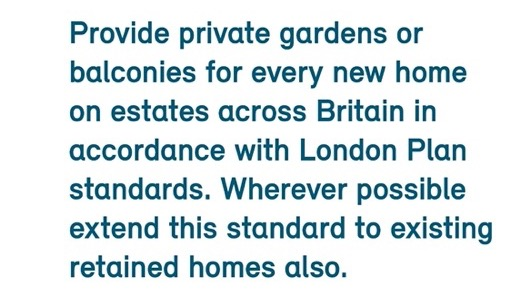 Provide private gardens or
balconies for every new home
on estates across Britain in
accordance with London Plan
standards. Wherever possible
extend this standard to existing
retained homes also.